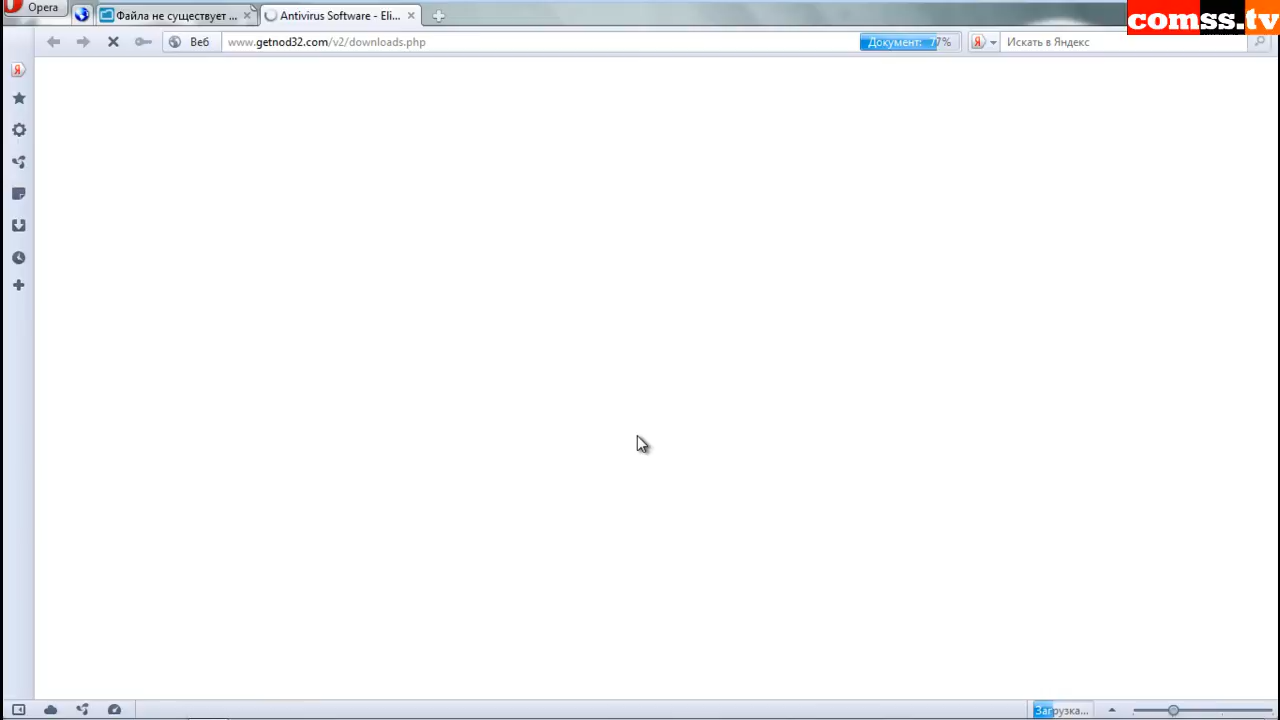 Opera
Файла не существует ...
Antivirus Software - Eli...
comss.tv
Веб
www.getnod32.com/v2/downloads.php
Документ: 77%
Искать в Яндекс
Я
Я
Загрузка...